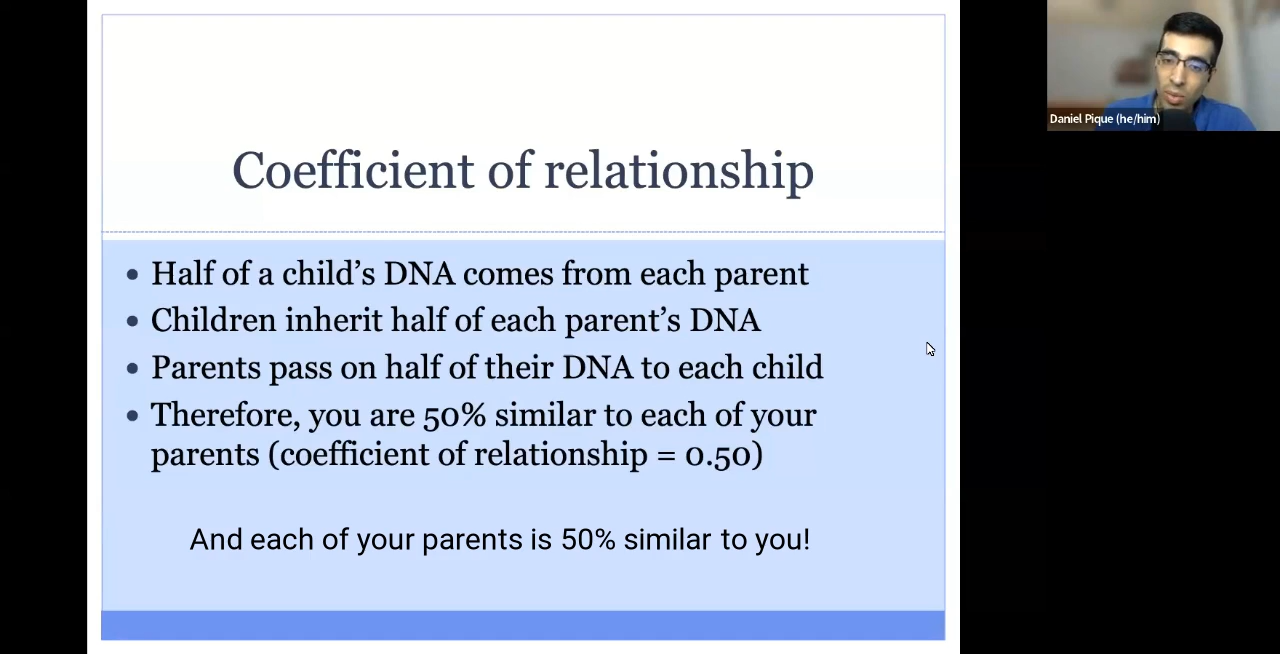 Coefficient of relationship
• Half of a child’s DNA comes from each parent
• Children inherit half of each parent’s DNA
• Parents pass on half of their DNA to each child
• Therefore, you are 50% similar to each of your
parents (coefficient of relationship = 0.50)
And each of your parents is 50% similar to you!
Daniel Pique (he/him)